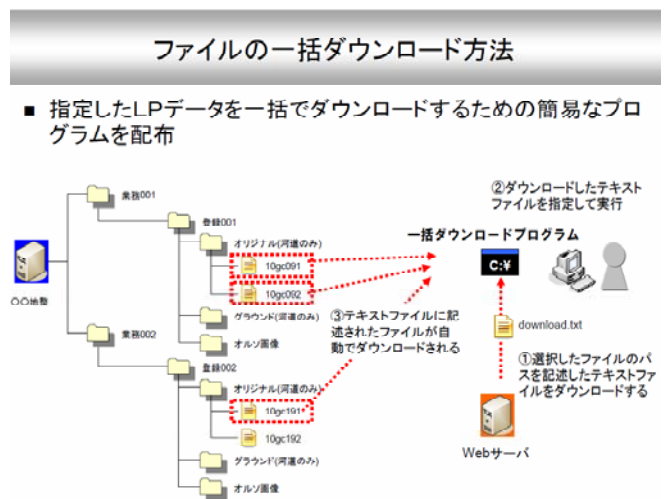 ファイルの一括ダウンロード方法
■ 指定したLPデータを一括でダウンロードするための簡易なプロ
グラムを配布
業務001
登録001
オリジナル(河道のみ)
10gc091
10gc092
グラウンド(河道のみ)
オルソ画像
〇〇地整
業務002
登録002
オリジナル(河道のみ)
10gc191
10gc192
グラウンド(河道のみ)
オルソ画像
②ダウンロードしたテキスト
ファイルを指定して実行
一括ダウンロードプログラム
C:¥
③テキストファイルに記
述されたファイルが自
動でダウンロードされる
download.txt
①選択したファイルのパ
スを記述したテキストファ
イルをダウンロードする
Webサーバ